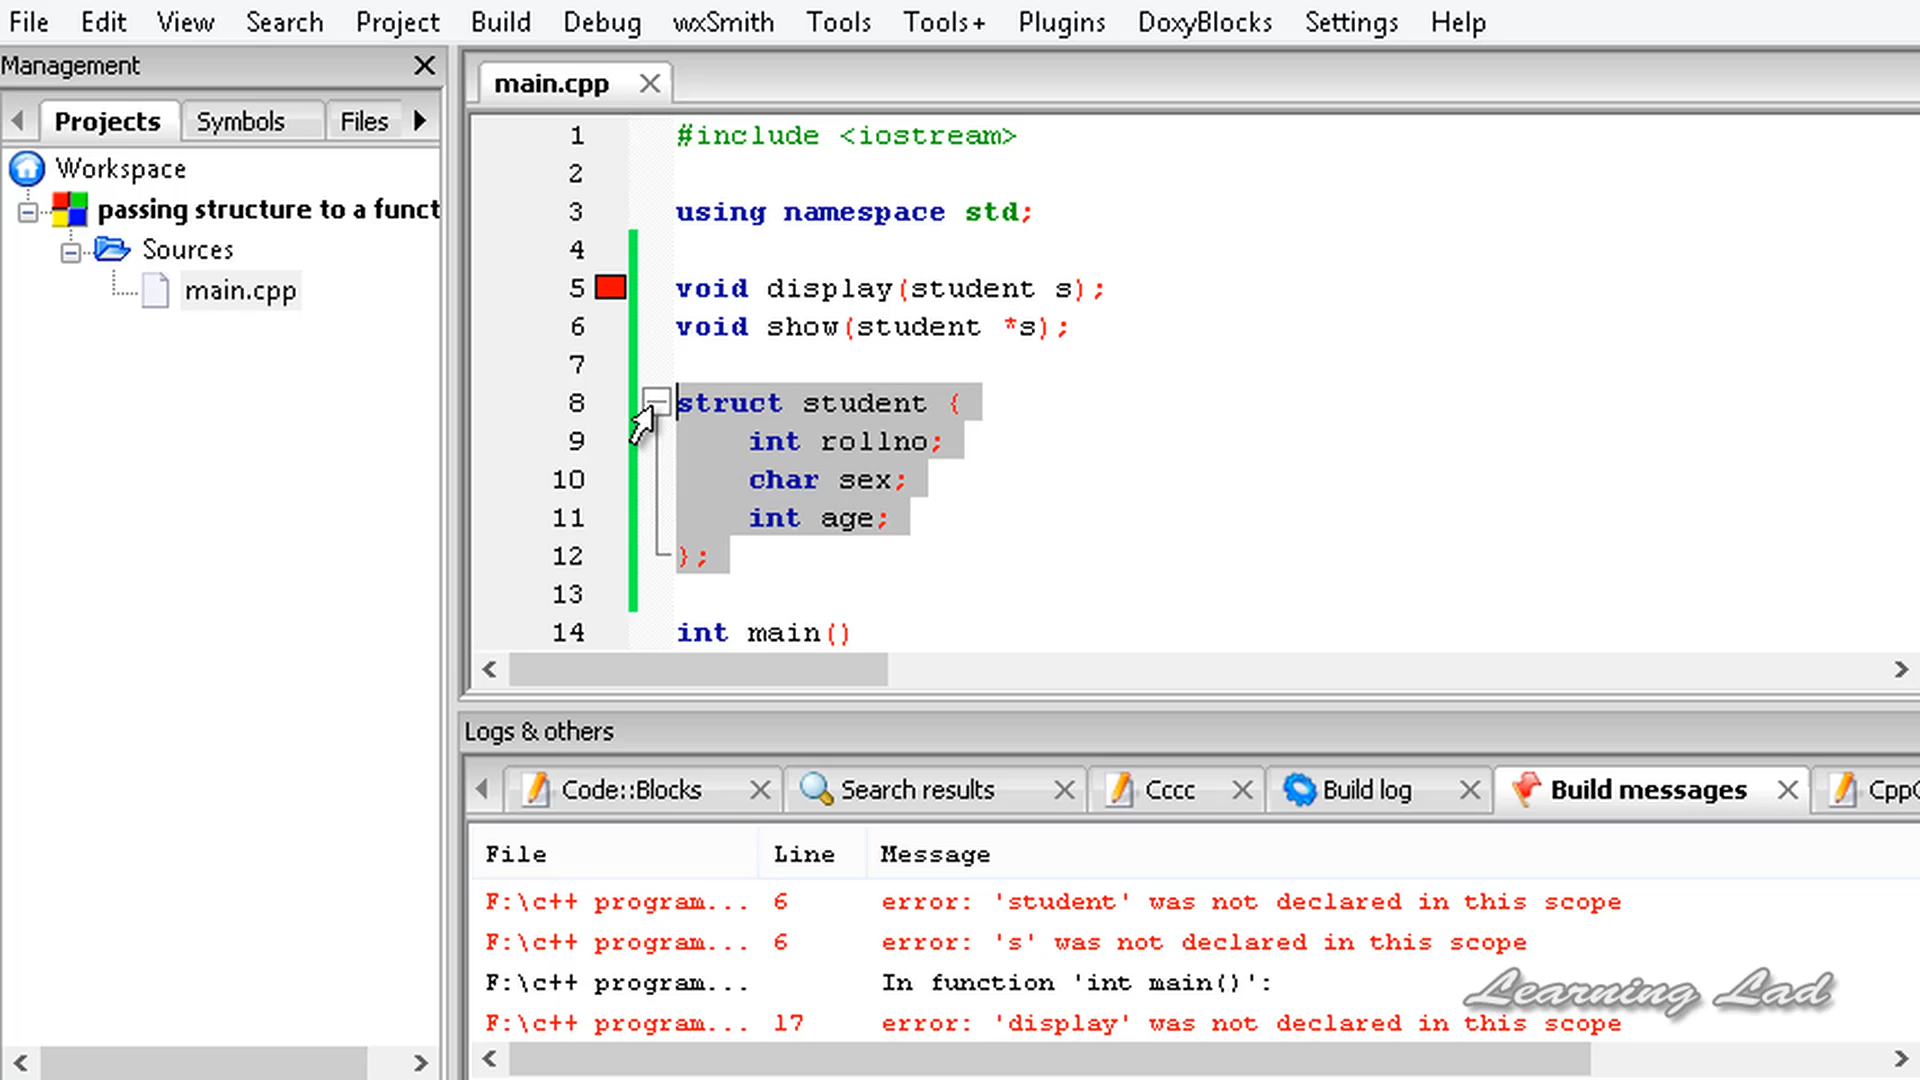 File Edit View Search Project Build Debug wxSmith Tools Tools+ Plugins DoxyBlocks Settings Help
Management
main.cpp
Projects Symbols Files
Workspace
passing structure to a funct
Sources
main.cpp
1 #include <iostream>
2
3 using namespace std;
4
5 void display(student s);
6 void show(student *s);
7
8 struct student {
9 int rollno;
10 char sex;
11 int age;
12 };
13
14 int main()
Logs & others
Code::Blocks Search results Cccc Build log Build messages
File Line Message
F:\c++ program... 6 error: 'student' was not declared in this scope
F:\c++ program... 6 error: 's' was not declared in this scope
F:\c++ program... In function 'int main()':
F:\c++ program... 17 error: 'display' was not declared in this scope
Learning Lad